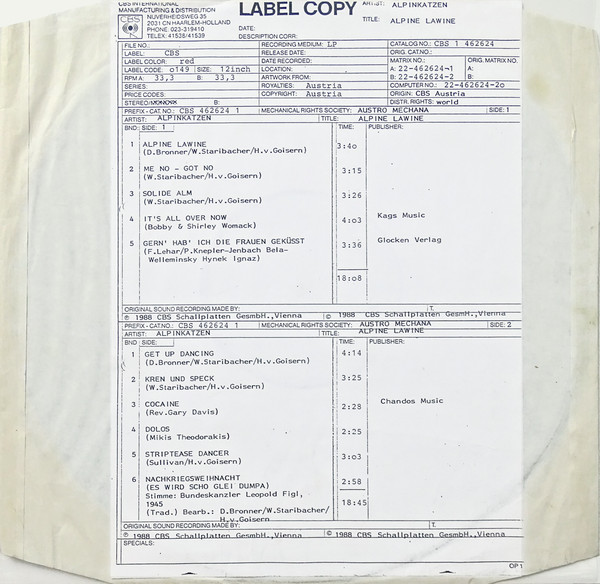 CBS INTERNATIONAL
MANUFACTURING & DISTRIBUTION
NIJVERHEIDSWEG 35
2031 CN HAARLEM-HOLLAND
PHONE: 023-319410
TELEX: 41535/41539
CBS
LABEL COPY
ARTIST: ALPINKATZEN
TITLE: ALPINE LAWINE
DATE:
DESCRIPTION CORR:
FILE NO.: RECORDING MEDIUM: LP CATALOG NO.: CBS 1 462624
LABEL: CBS RELEASE DATE: ORIG. CAT.NO.:
LABEL COLOR: red DATE RECORDED: MATRIX NO.: ORIG. MATRIX NO.
LABEL CODE: o149 SIZE: 12inch LOCATION: A: 22-462624-1 A:
RPM A: 33,3 B: 33,3 ARTWORK FROM: B: 22-462624-2 B:
SERIES: ROYALTIES: Austria COMPUTER NO.: 22-462624-2o
PRICE CODES: COPYRIGHT: Austria ORIGIN: CBS Austria
STEREO/ B: DISTR. RIGHTS: world
PREFIX - CAT. NO.: CBS 462624 1 MECHANICAL RIGHTS SOCIETY: AUSTRO MECHANA SIDE: 1
ARTIST: ALPINKATZEN TITLE: ALPINE LAWINE
BND SIDE: 1 TIME: PUBLISHER:
1 ALPINE LAWINE 3:4o
(D.Bronner/W.Staribacher/H.v.Goisern)
2 ME NO - GOT NO 3:15
(W.Staribacher/H.v.Goisern)
3 SOLIDE ALM 3:26
(W.Staribacher/H.v.Goisern)
4 IT'S ALL OVER NOW 4:o3 Kags Music
(Bobby & Shirley Womack)
5 GERN' HAB' ICH DIE FRAUEN GEKÜSST 3:36 Glocken Verlag
(F.Lehar/P.Knepler-Jenbach Bela-
Welleminsky Hynek Ignaz)
18:o8
ORIGINAL SOUND RECORDING MADE BY: T.
℗ 1988 CBS Schallplatten GesmbH.,Vienna © 1988 CBS Schallplatten GesmH.,Vienna
PREFIX - CAT.NO.: CBS 462624 1 MECHANICAL RIGHTS SOCIETY: AUSTRO MECHANA SIDE: 2
ARTIST: ALPINKATZEN TITLE: ALPINE LAWINE
BND SIDE: TIME: PUBLISHER:
1 GET UP DANCING 4:14
(D.Bronner/W.Staribacher/H.v.Goisern)
2 KREN UND SPECK 3:25
(W.Staribacher/H.v.Goisern)
3 COCAINE 2:28 Chandos Music
(Rev.Gary Davis)
4 DOLOS 2:25
(Mikis Theodorakis)
5 STRIPTEASE DANCER 3:o3
(Sullivan/H.v.Goisern)
6 NACHKRIEGSWEIHNACHT 2:58
(ES WIRD SCHO GLEI DUMPA)
Stimme: Bundeskanzler Leopold Figl, 18:45
1945
(Trad.) Bearb.: D.Bronner/W.Staribacher/
H.v.Goisern
ORIGINAL SOUND RECORDING MADE BY: T.
℗ 1988 CBS Schallplatten GesmbH.,Vienna © 1988 CBS Schallplatten GesmbH.,Vienna
SPECIALS:
OP 1